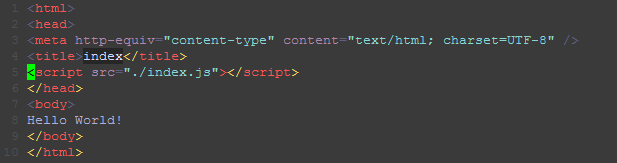 1 <html>
2 <head>
3 <meta http-equiv="content-type" content="text/html; charset=UTF-8" />
4 <title>index</title>
5 <script src="./index.js"></script>
6 </head>
7 <body>
8 Hello World!
9 </body>
10 </html>